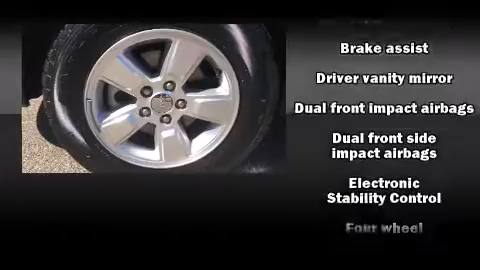 Brake assist
Driver vanity mirror
Dual front impact airbags
Dual front side
impact airbags
Electronic
Stability Control
Four wheel